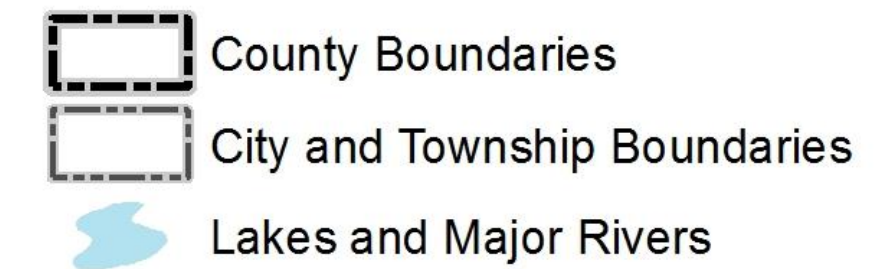 County Boundaries
City and Township Boundaries
Lakes and Major Rivers